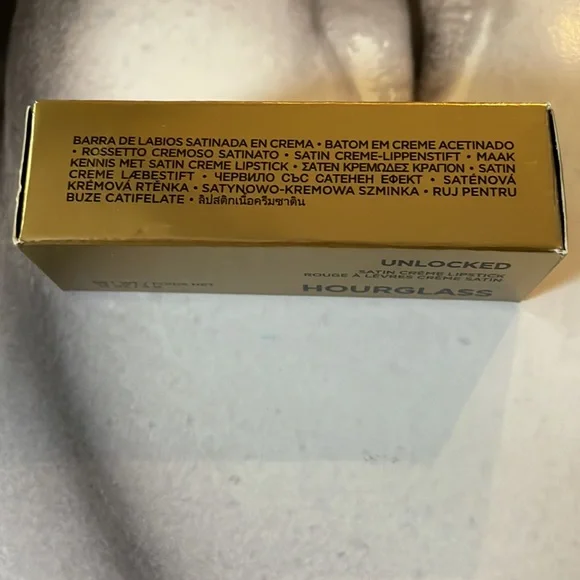 BARRA DE LABIOS SATINADA EN CREMA • BATOM EM CREME ACETINADO
• ROSSETTO CREMOSO SATINATO • SATIN CREME-LIPPENSTIFT • MAAK
KENNIS MET SATIN CREME LIPSTICK • ΣΑΤΕΝ ΚΡΕΜΩΔΕΣ ΚΡΑΓΙΟΝ • SATIN
CREME LÆBESTIFT • ЧЕРВИЛО СЪС САТЕНЕН ЕФЕКТ • SATÉNOVÁ
KRÉMOVÁ RTĚNKA • SATYNOWO-KREMOWA SZMINKA • RUJ PENTRU
BUZE CATIFELATE • ลิปสติกเนื้อครีมซาติน
UNLOCKED
SATIN CRÈME LIPSTICK
ROUGE À LÈVRES CRÈME SATIN
HOURGLASS